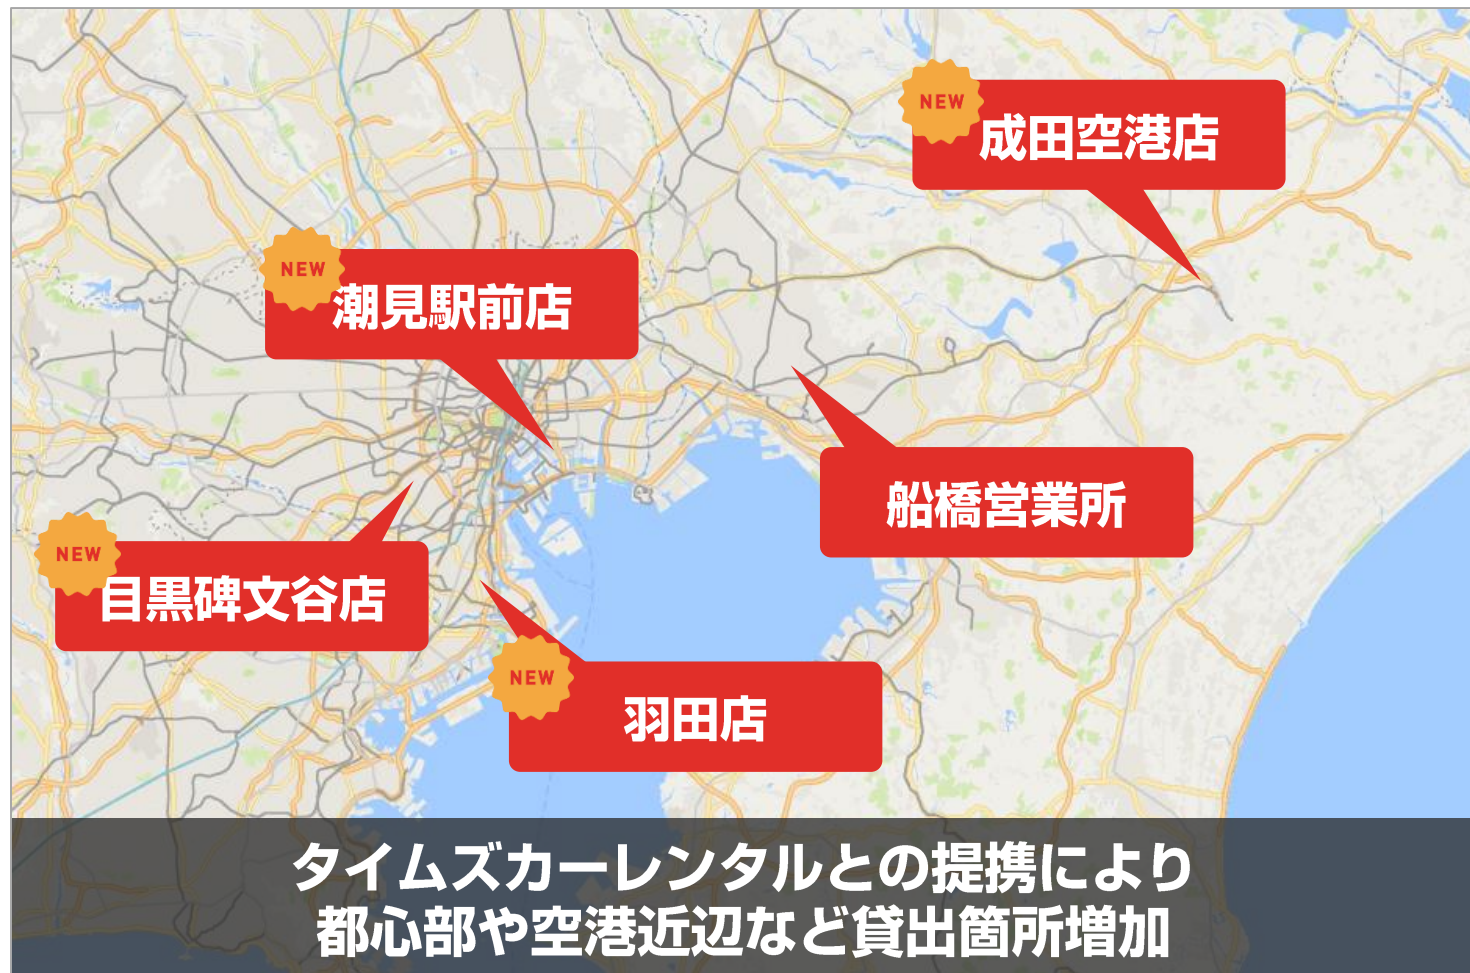 NEW
成田空港店
NEW
潮見駅前店
船橋営業所
NEW
目黒碑文谷店
NEW
羽田店
タイムズカーレンタルとの提携により
都心部や空港近辺など貸出箇所増加